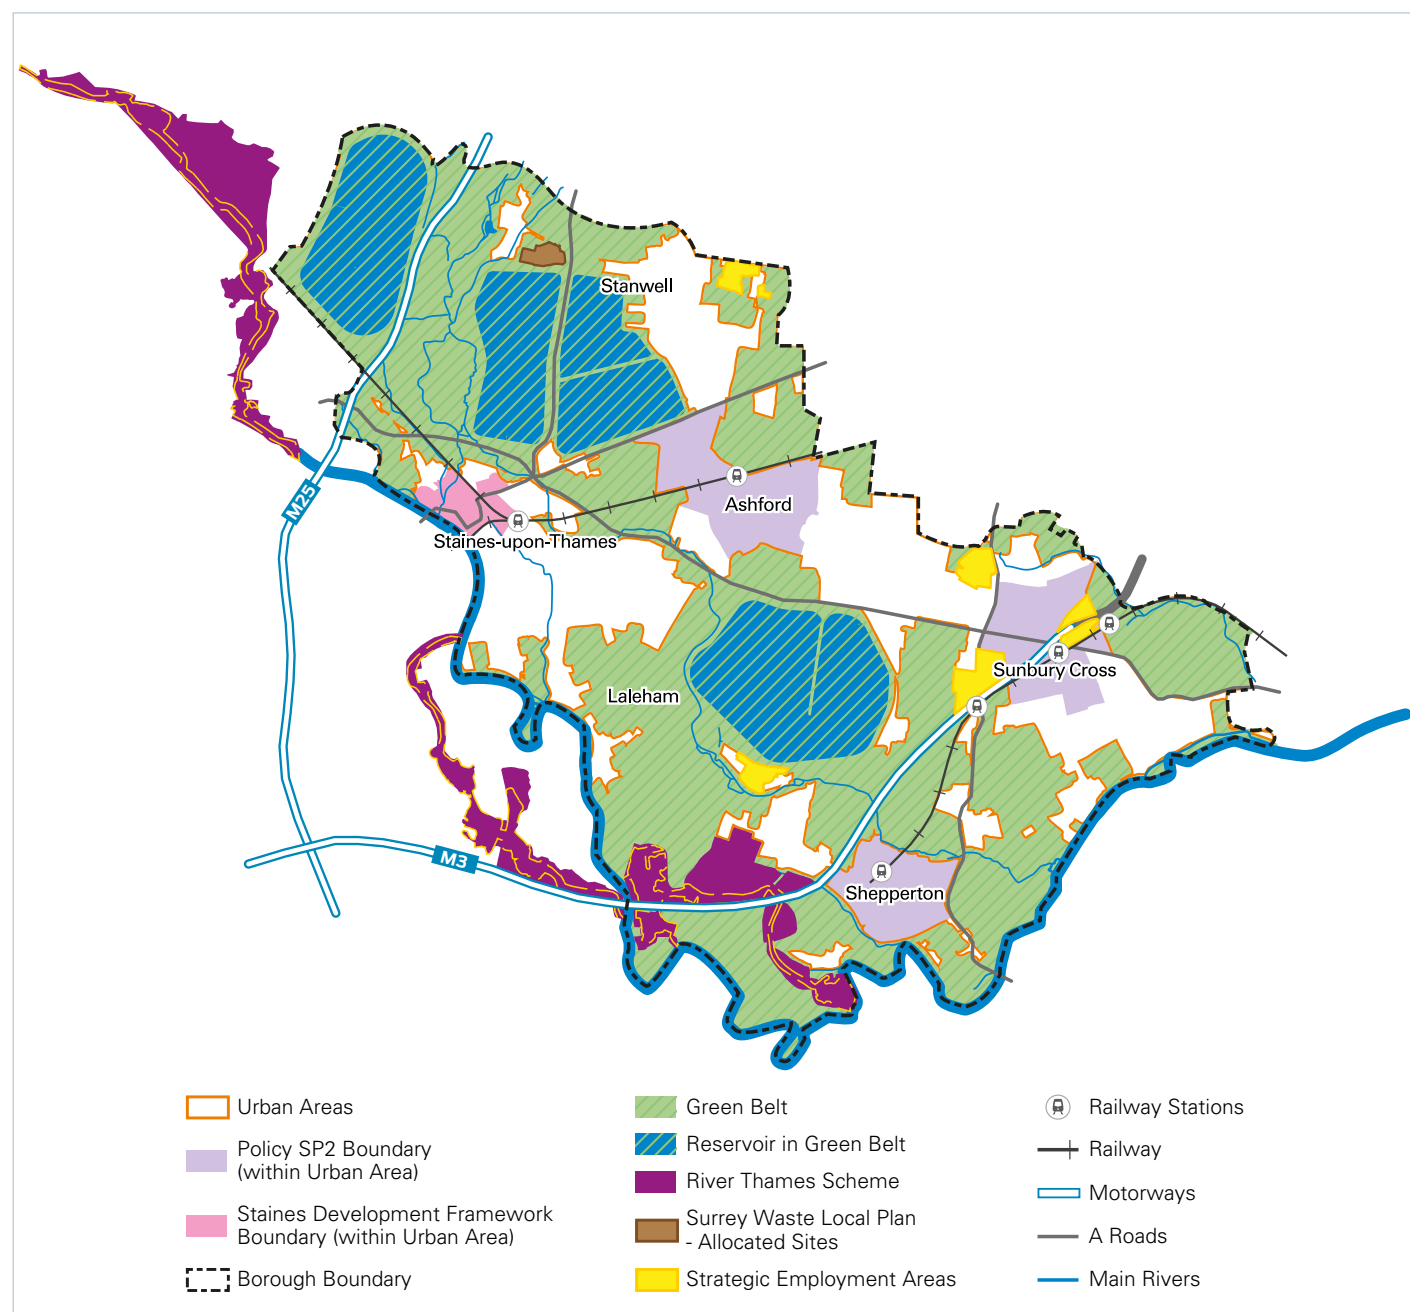 Stanwell
Ashford
M25
Staines-upon-Thames
Sunbury Cross
Laleham
M3
Shepperton
Urban Areas
Policy SP2 Boundary
(within Urban Area)
Staines Development Framework
Boundary (within Urban Area)
Borough Boundary
Green Belt
Reservoir in Green Belt
River Thames Scheme
Surrey Waste Local Plan
- Allocated Sites
Strategic Employment Areas
Railway Stations
Railway
Motorways
A Roads
Main Rivers